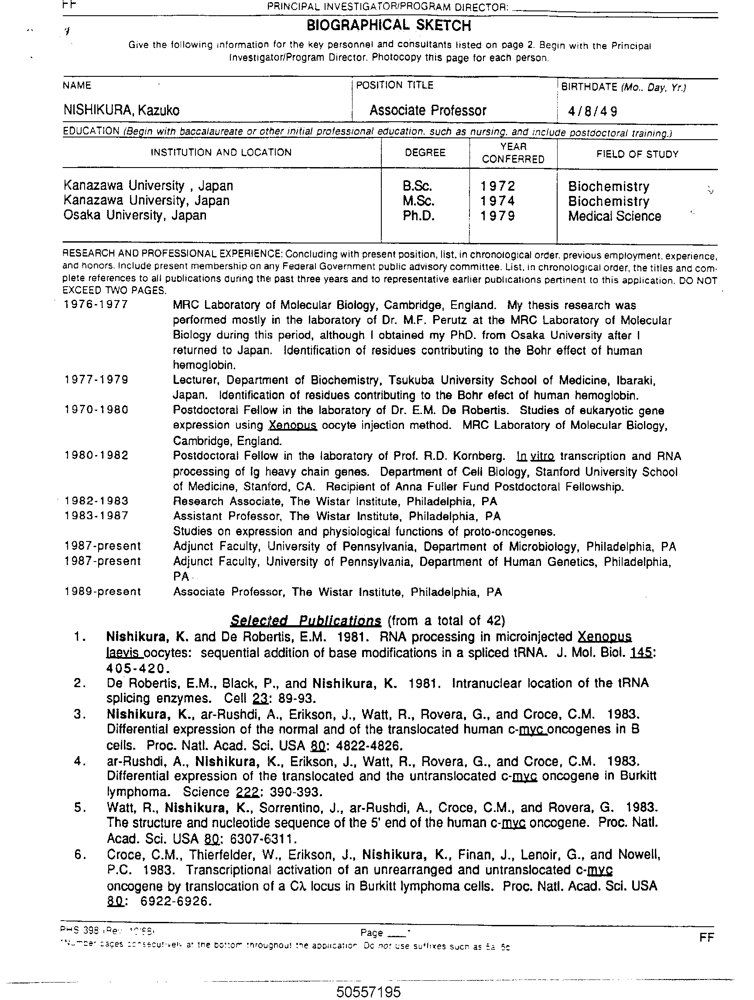 FF
PRINCIPAL INVESTIGATOR/PROGRAM DIRECTOR:
BIOGRAPHICAL SKETCH
Give the following information for the key personnel and consultants listed on page 2. Begin with the Principal
Investigator/Program Director. Photocopy this page for each person.
NAME POSITION TITLE BIRTHDATE (Mo., Day, Yr.)
NISHIKURA, Kazuko Associate Professor 4/8/49
EDUCATION (Begin with baccalaureate or other initial professional education, such as nursing, and include postdoctoral training.)
INSTITUTION AND LOCATION DEGREE YEAR CONFERRED FIELD OF STUDY
Kanazawa University , Japan B.Sc. 1972 Biochemistry
Kanazawa University, Japan M.Sc. 1974 Biochemistry
Osaka University, Japan Ph.D. 1979 Medical Science
RESEARCH AND PROFESSIONAL EXPERIENCE: Concluding with present position, list, in chronological order, previous employment, experience,
and honors. Include present membership on any Federal Government public advisory committee. List, in chronological order, the titles and com-
plete references to all publications during the past three years and to representative earlier publications pertinent to this application. DO NOT
EXCEED TWO PAGES.
1976-1977 MRC Laboratory of Molecular Biology, Cambridge, England. My thesis research was
performed mostly in the laboratory of Dr. M.F. Perutz at the MRC Laboratory of Molecular
Biology during this period, although I obtained my PhD. from Osaka University after I
returned to Japan. Identification of residues contributing to the Bohr effect of human
hemoglobin.
1977-1979 Lecturer, Department of Biochemistry, Tsukuba University School of Medicine, Ibaraki,
Japan. Identification of residues contributing to the Bohr efect of human hemoglobin.
1970-1980 Postdoctoral Fellow in the laboratory of Dr. E.M. De Robertis. Studies of eukaryotic gene
expression using Xenopus oocyte injection method. MRC Laboratory of Molecular Biology,
Cambridge, England.
1980-1982 Postdoctoral Fellow in the laboratory of Prof. R.D. Kornberg. In vitro transcription and RNA
processing of Ig heavy chain genes. Department of Cell Biology, Stanford University School
of Medicine, Stanford, CA. Recipient of Anna Fuller Fund Postdoctoral Fellowship.
1982-1983 Research Associate, The Wistar Institute, Philadelphia, PA
1983-1987 Assistant Professor, The Wistar Institute, Philadelphia, PA
Studies on expression and physiological functions of proto-oncogenes.
1987-present Adjunct Faculty, University of Pennsylvania, Department of Microbiology, Philadelphia, PA
1987-present Adjunct Faculty, University of Pennsylvania, Department of Human Genetics, Philadelphia,
PA
1989-present Associate Professor, The Wistar Institute, Philadelphia, PA
Selected Publications (from a total of 42)
1. Nishikura, K. and De Robertis, E.M. 1981. RNA processing in microinjected Xenopus
laevis oocytes: sequential addition of base modifications in a spliced tRNA. J. Mol. Biol. 145:
405-420.
2. De Robertis, E.M., Black, P., and Nishikura, K. 1981. Intranuclear location of the tRNA
splicing enzymes. Cell 23: 89-93.
3. Nishikura, K., ar-Rushdi, A., Erikson, J., Watt, R., Rovera, G., and Croce, C.M. 1983.
Differential expression of the normal and of the translocated human c-myc oncogenes in B
cells. Proc. Natl. Acad. Sci. USA 80: 4822-4826.
4. ar-Rushdi, A., Nishikura, K., Erikson, J., Watt, R., Rovera, G., and Croce, C.M. 1983.
Differential expression of the translocated and the untranslocated c-myc oncogene in Burkitt
lymphoma. Science 222: 390-393.
5. Watt, R., Nishikura, K., Sorrentino, J., ar-Rushdi, A., Croce, C.M., and Rovera, G. 1983.
The structure and nucleotide sequence of the 5' end of the human c-myc oncogene. Proc. Natl.
Acad. Sci. USA 80: 6307-6311.
6. Croce, C.M., Thierfelder, W., Erikson, J., Nishikura, K., Finan, J., Lenoir, G., and Nowell,
P.C. 1983. Transcriptional activation of an unrearranged and untranslocated c-myc
oncogene by translocation of a Cλ locus in Burkitt lymphoma cells. Proc. Natl. Acad. Sci. USA
80: 6922-6926.
PHS 398 (Rev. Page * FF
*Number pages consecutively at the bottom throughout the application. Do not use suffixes such as 5a, 5b.
50557195